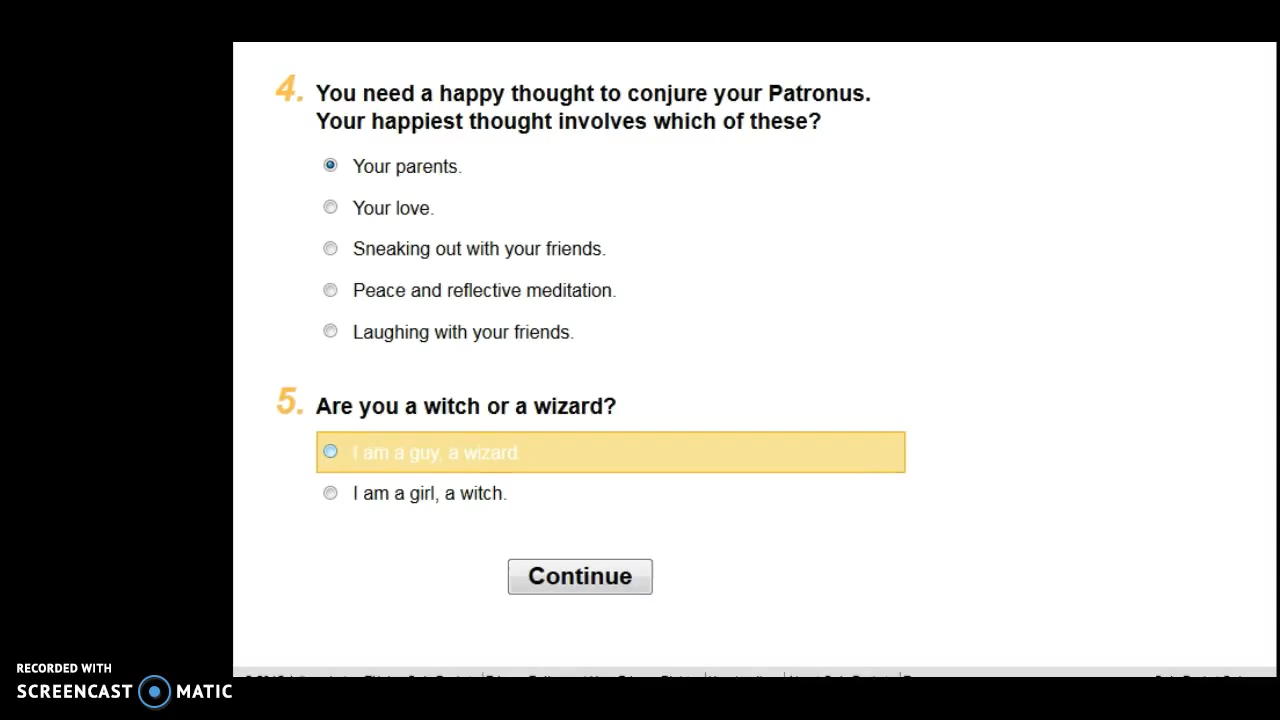 4. You need a happy thought to conjure your Patronus.
Your happiest thought involves which of these?
Your parents.
Your love.
Sneaking out with your friends.
Peace and reflective meditation.
Laughing with your friends.
5. Are you a witch or a wizard?
I am a guy, a wizard
I am a girl, a witch.
Continue
RECORDED WITH
SCREENCAST MATIC